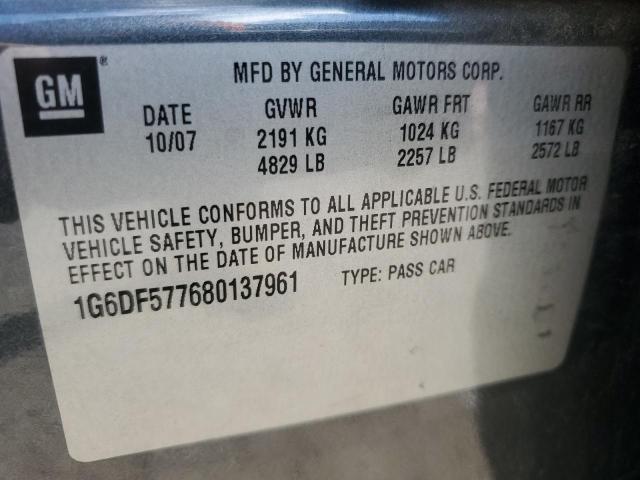 GM®
MFD BY GENERAL MOTORS CORP.
DATE GVWR GAWR FRT GAWR RR
10/07 2191 KG 1024 KG 1167 KG
4829 LB 2257 LB 2572 LB
THIS VEHICLE CONFORMS TO ALL APPLICABLE U.S. FEDERAL MOTOR
VEHICLE SAFETY, BUMPER, AND THEFT PREVENTION STANDARDS IN
EFFECT ON THE DATE OF MANUFACTURE SHOWN ABOVE.
1G6DF577680137961 TYPE: PASS CAR